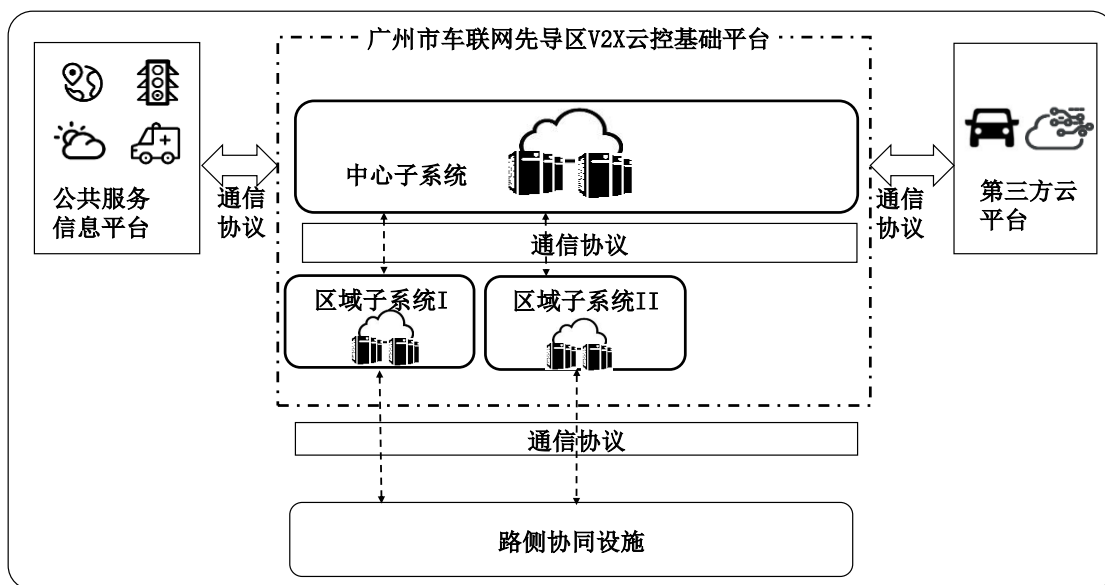 广州市车联网先导区V2X云控基础平台
公共服务
信息平台
通信
协议
中心子系统
通信
协议
第三方云
平台
通信协议
区域子系统I
区域子系统II
通信协议
路侧协同设施